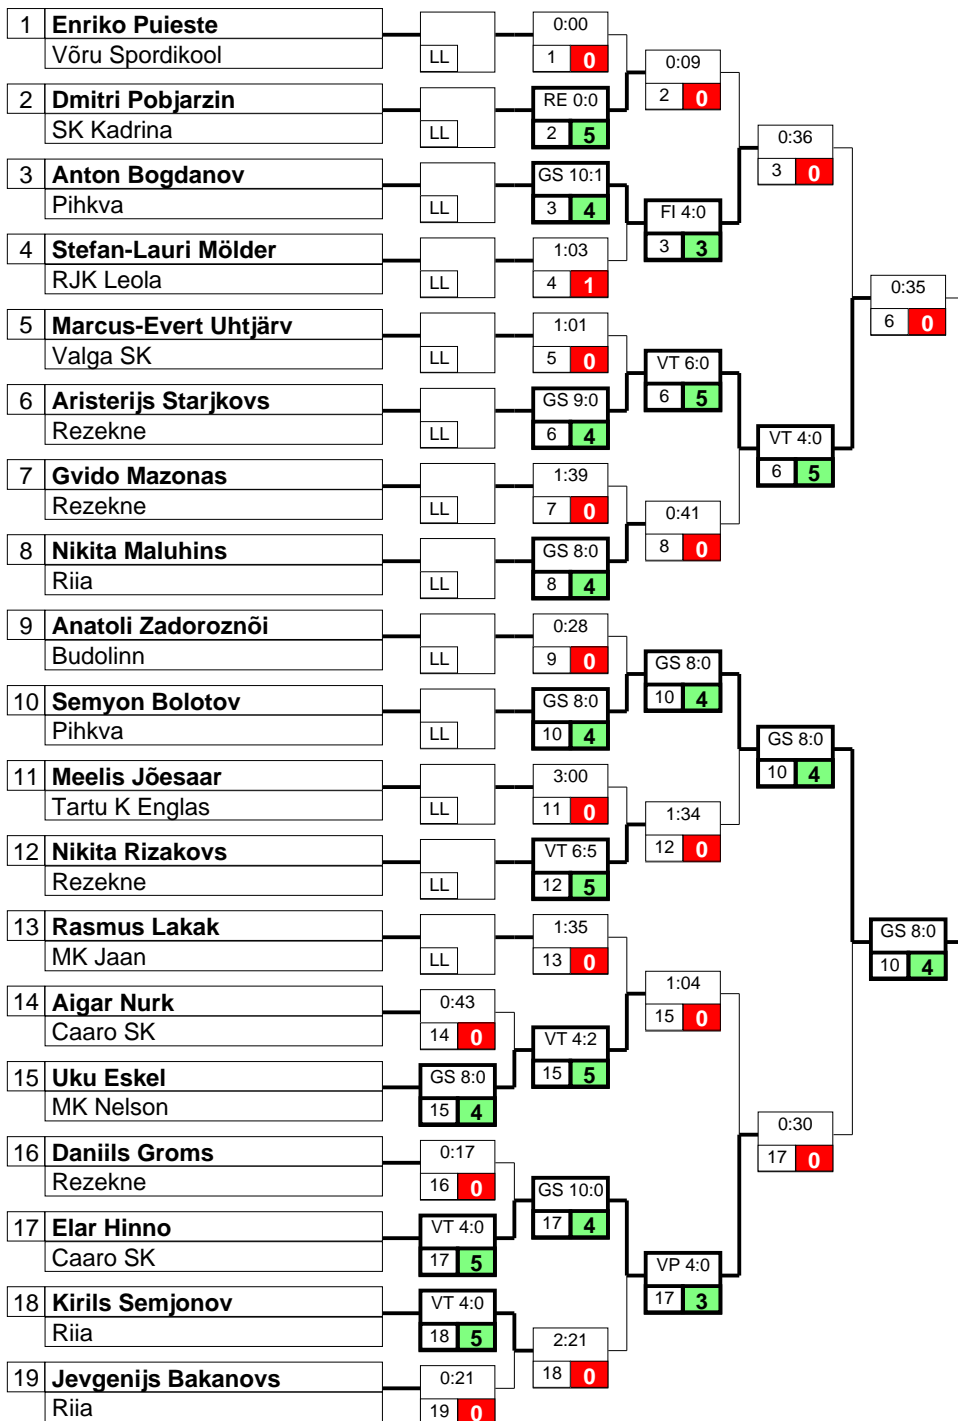 1 Enriko Puieste
Võru Spordikool
LL
0:00
1 0
0:09
2 0
2 Dmitri Pobjarzin
SK Kadrina
LL
RE 0:0
2 5
0:36
3 0
3 Anton Bogdanov
Pihkva
LL
GS 10:1
3 4
FI 4:0
3 3
4 Stefan-Lauri Mölder
RJK Leola
LL
1:03
4 1
0:35
6 0
5 Marcus-Evert Uhtjärv
Valga SK
LL
1:01
5 0
VT 6:0
6 5
6 Aristerijs Starjkovs
Rezekne
LL
GS 9:0
6 4
VT 4:0
6 5
7 Gvido Mazonas
Rezekne
LL
1:39
7 0
0:41
8 0
8 Nikita Maluhins
Riia
LL
GS 8:0
8 4
9 Anatoli Zadoroznõi
Budolinn
LL
0:28
9 0
GS 8:0
10 4
10 Semyon Bolotov
Pihkva
LL
GS 8:0
10 4
GS 8:0
10 4
11 Meelis Jõesaar
Tartu K Englas
LL
3:00
11 0
1:34
12 0
12 Nikita Rizakovs
Rezekne
LL
VT 6:5
12 5
13 Rasmus Lakak
MK Jaan
LL
1:35
13 0
GS 8:0
10 4
14 Aigar Nurk
Caaro SK
0:43
14 0
1:04
15 0
VT 4:2
15 5
15 Uku Eskel
MK Nelson
GS 8:0
15 4
0:30
17 0
16 Daniils Groms
Rezekne
0:17
16 0
GS 10:0
17 4
17 Elar Hinno
Caaro SK
VT 4:0
17 5
VP 4:0
17 3
18 Kirils Semjonov
Riia
VT 4:0
18 5
2:21
18 0
19 Jevgenijs Bakanovs
Riia
0:21
19 0